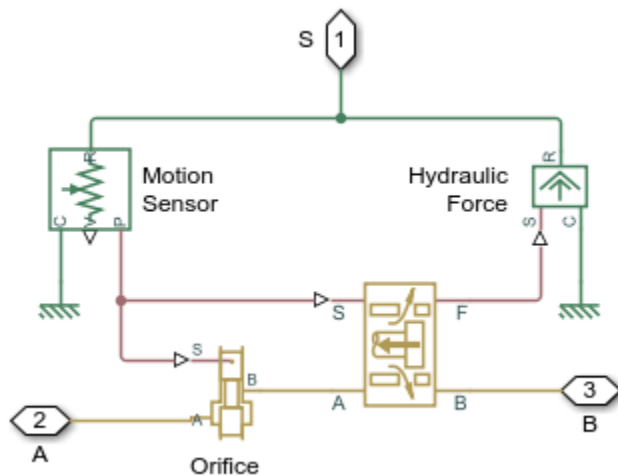 S
1
R
Motion
Sensor
C
V
P
Hydraulic
Force
R
S
C
S
F
S
B
A
B
2
A
A
3
B
Orifice